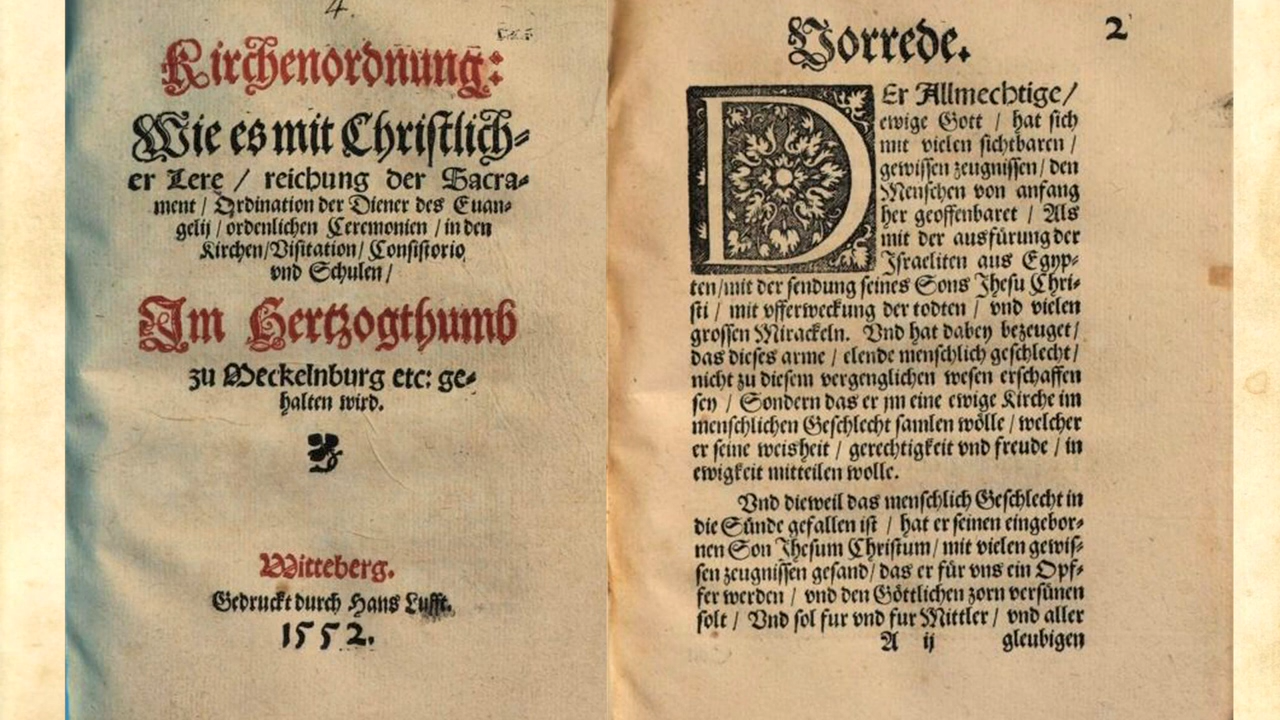 4.
Kirchenordnung:
Wie es mit Christlich-
er Lere / reichung der Sacra-
ment / Ordination der Diener des Euan-
gelij / ordenlichen Ceremonien / in den
Kirchen / Visitation / Consistorio
vnd Schulen /
Im Hertzogthumb
zu Meckelnburg etc: ge-
halten wird.
Witteberg.
Gedruckt durch Hans Lufft.
1552.
Vorrede.
2
DEr Allmechtige /
ewige Gott / hat sich
mit vielen sichtbaren /
gewissen zeugnissen / den
Menschen von anfang
her geoffenbaret / Als
mit der ausfürung der
Jsraeliten aus Egyp-
ten / mit der sendung seines Sons Jhesu Chri-
sti / mit vfferweckung der todten / vnd vielen
grossen Mirackeln. Vnd hat dabey bezeuget /
das dieses arme / elende menschlich geschlecht /
nicht zu diesem vergenglichen wesen erschaffen
sey / Sondern das er jm eine ewige Kirche im
menschlichen Geschlecht samlen wölle / welcher
er seine weisheit / gerechtigkeit vnd freude / in
ewigkeit mitteilen wolle.
Vnd dieweil das menschlich Geschlecht in
die Sünde gefallen ist / hat er seinen eingebor-
nen Son Jhesum Christum / mit vielen gewis-
sen zeugnissen gesand / das er für vns ein Opf-
fer werden / vnd den Göttlichen zorn versünen
solt / Vnd sol fur vnd fur Mittler / vnd aller
A ij gleubigen